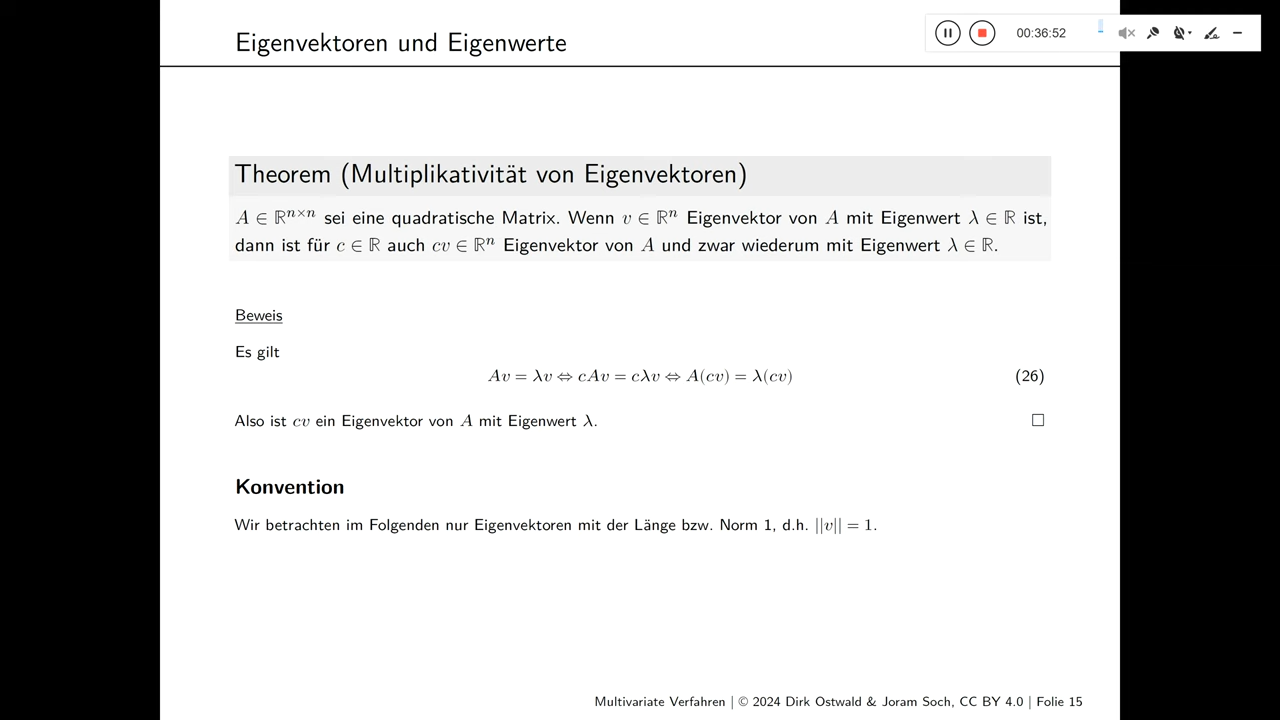 Eigenvektoren und Eigenwerte
00:36:52
Theorem (Multiplikativität von Eigenvektoren)
A ∈ ℝⁿˣⁿ sei eine quadratische Matrix. Wenn v ∈ ℝⁿ Eigenvektor von A mit Eigenwert λ ∈ ℝ ist,
dann ist für c ∈ ℝ auch cv ∈ ℝⁿ Eigenvektor von A und zwar wiederum mit Eigenwert λ ∈ ℝ.
Beweis
Es gilt
Av = λv ⇔ cAv = cλv ⇔ A(cv) = λ(cv) (26)
Also ist cv ein Eigenvektor von A mit Eigenwert λ. □
Konvention
Wir betrachten im Folgenden nur Eigenvektoren mit der Länge bzw. Norm 1, d.h. ||v|| = 1.
Multivariate Verfahren | © 2024 Dirk Ostwald & Joram Soch, CC BY 4.0 | Folie 15